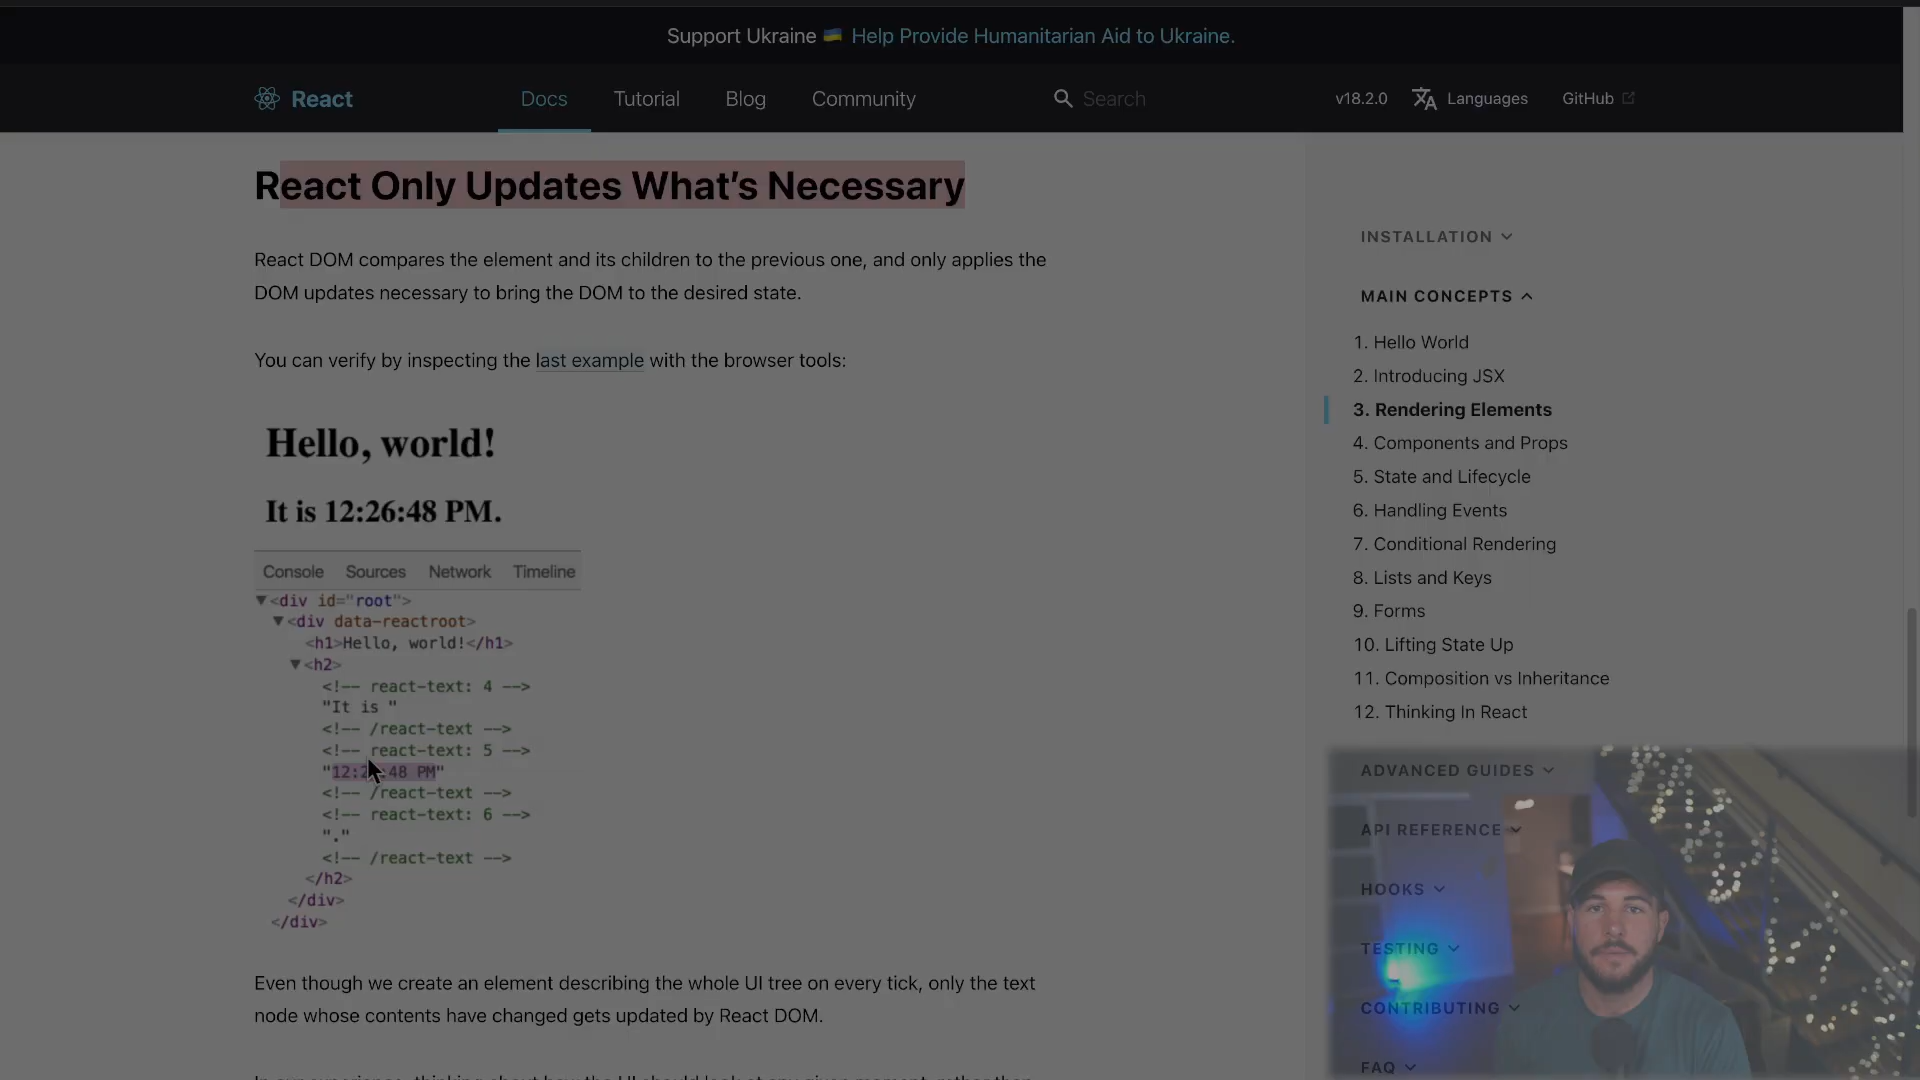 Support Ukraine 🇺🇦 Help Provide Humanitarian Aid to Ukraine.
React Docs Tutorial Blog Community Search v18.2.0 Languages GitHub
React Only Updates What’s Necessary
React DOM compares the element and its children to the previous one, and only applies the
DOM updates necessary to bring the DOM to the desired state.
You can verify by inspecting the last example with the browser tools:
Hello, world!
It is 12:26:48 PM.
Console Sources Network Timeline
<div id="root">
<div data-reactroot>
<h1>Hello, world!</h1>
<h2>
<!-- react-text: 4 -->
"It is "
<!-- /react-text -->
<!-- react-text: 5 -->
"12:26:48 PM"
<!-- /react-text -->
<!-- react-text: 6 -->
"."
<!-- /react-text -->
</h2>
</div>
</div>
Even though we create an element describing the whole UI tree on every tick, only the text
node whose contents have changed gets updated by React DOM.
INSTALLATION
MAIN CONCEPTS
1. Hello World
2. Introducing JSX
3. Rendering Elements
4. Components and Props
5. State and Lifecycle
6. Handling Events
7. Conditional Rendering
8. Lists and Keys
9. Forms
10. Lifting State Up
11. Composition vs Inheritance
12. Thinking In React
ADVANCED GUIDES
API REFERENCE
HOOKS
TESTING
CONTRIBUTING
FAQ